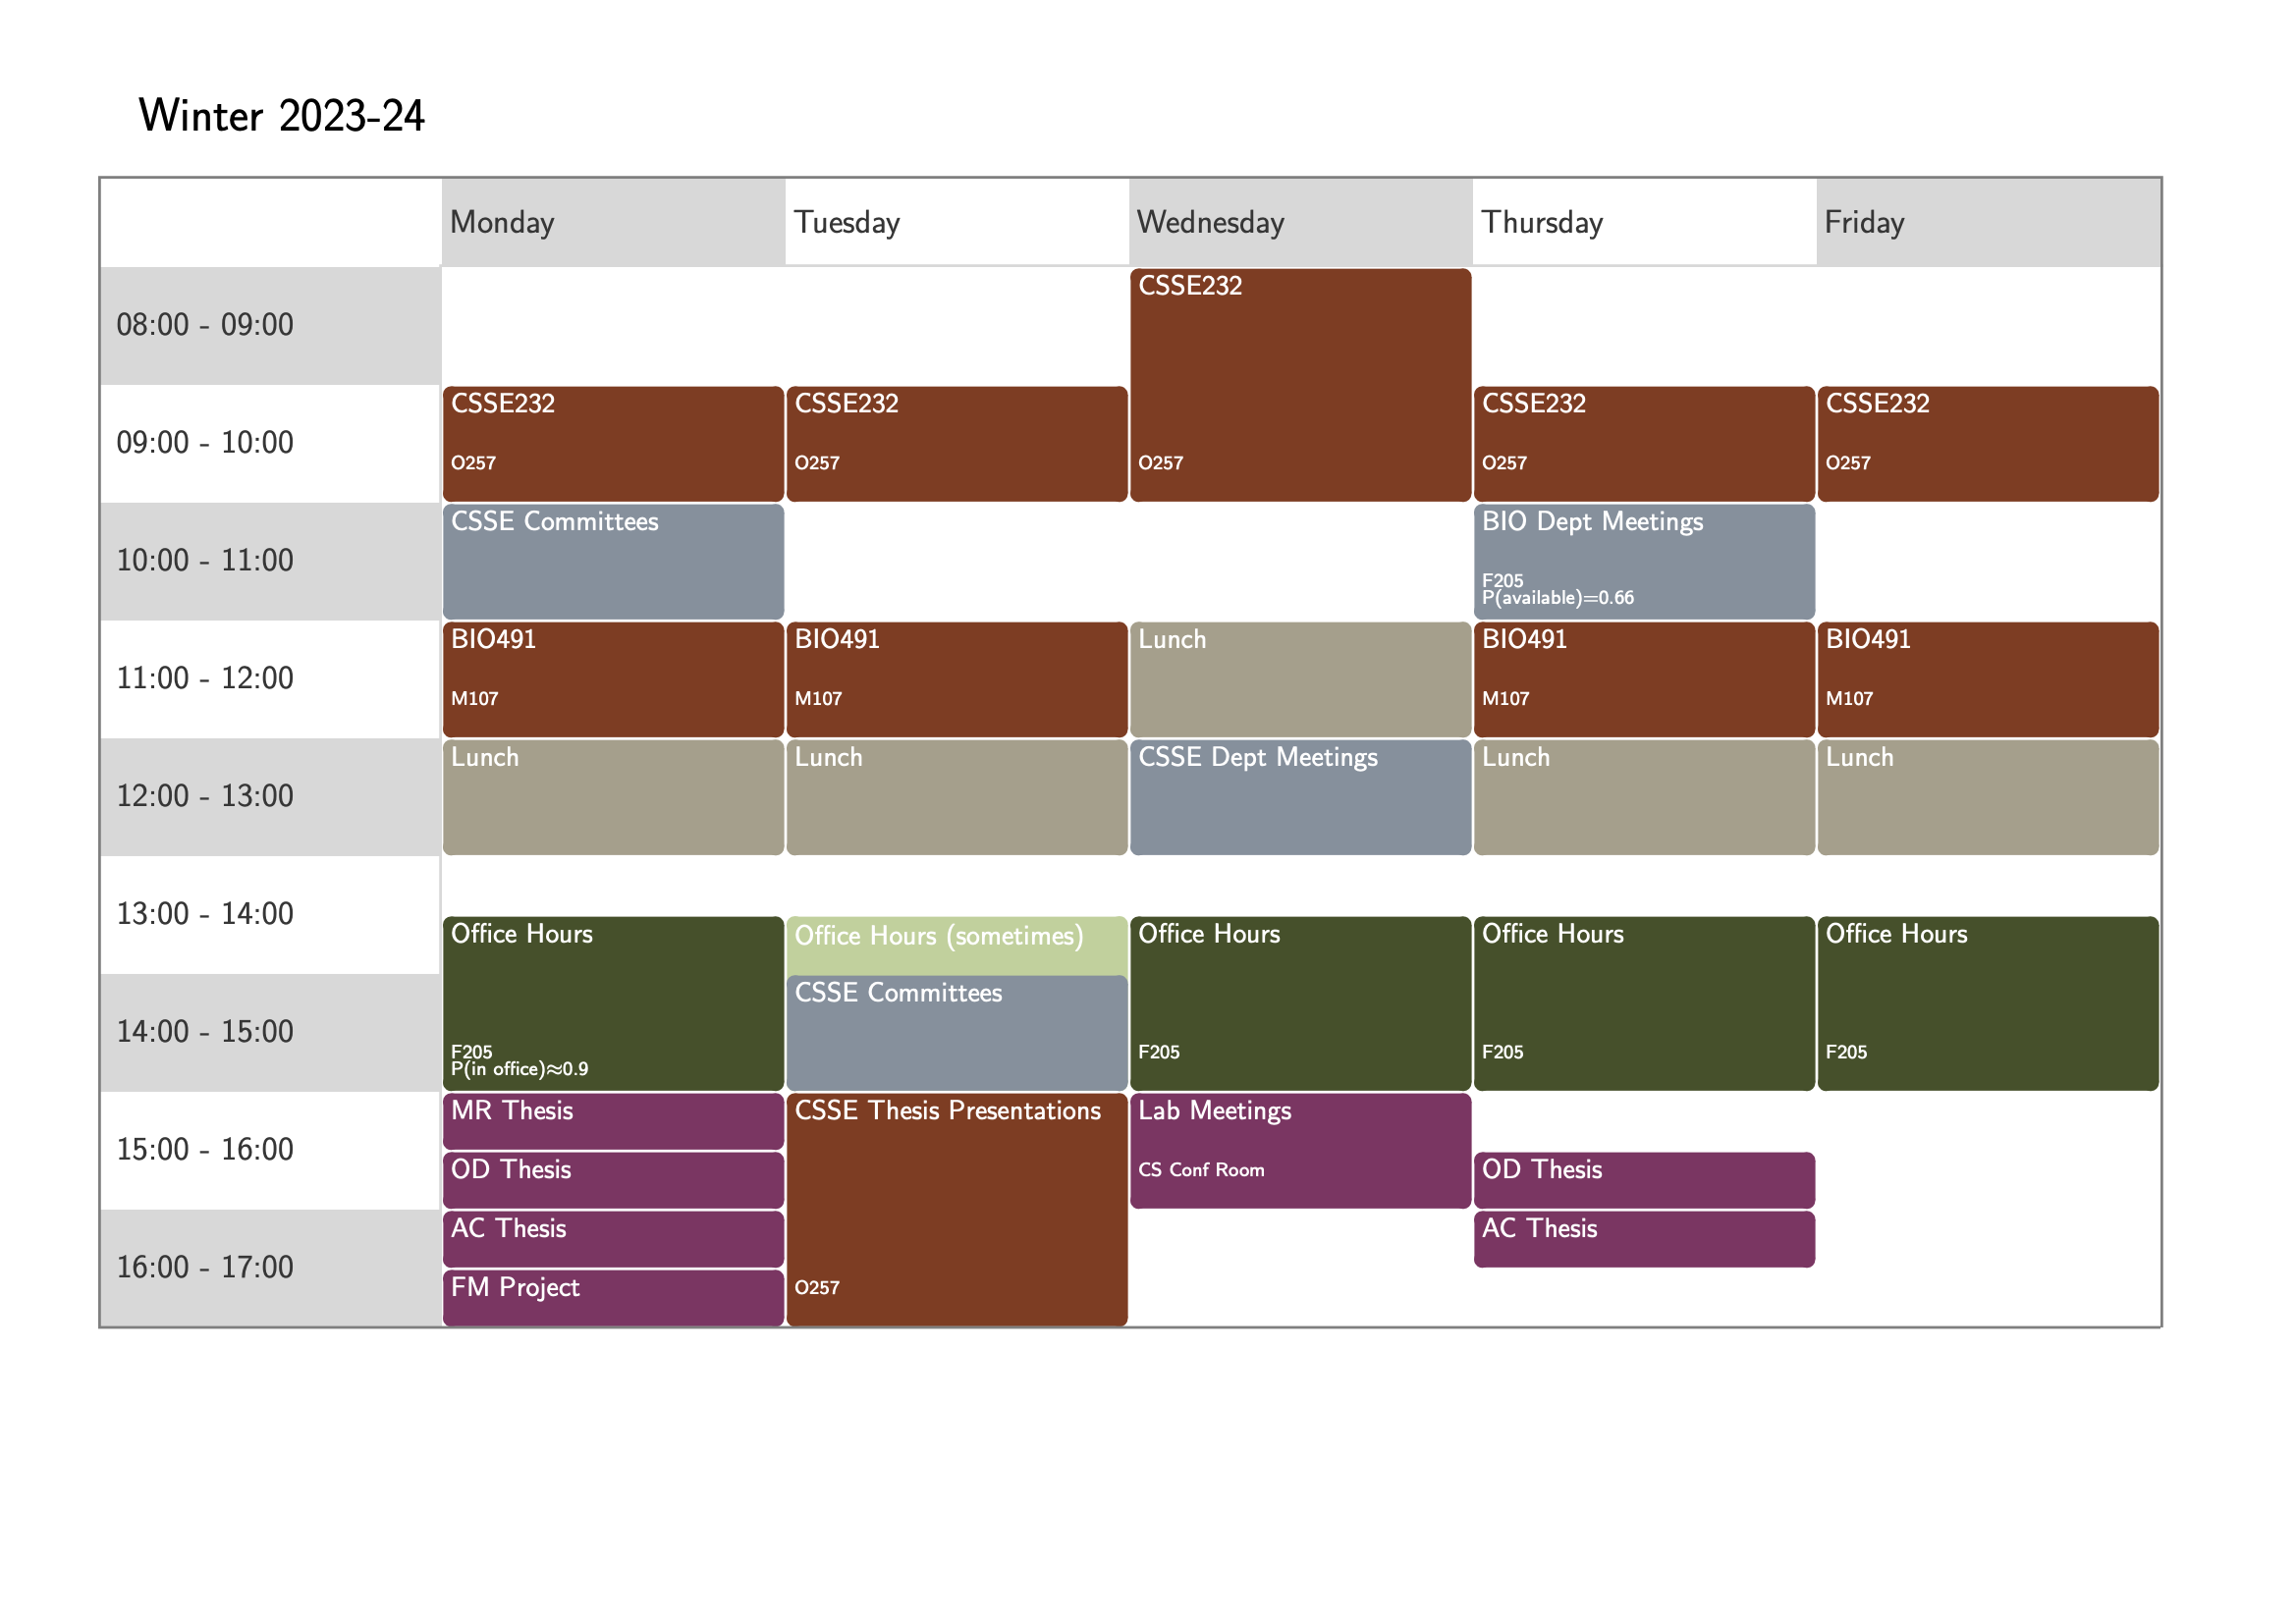 Winter 2023-24
Monday Tuesday Wednesday Thursday Friday
08:00 - 09:00
CSSE232
O257
09:00 - 10:00
CSSE232
O257
CSSE232
O257
CSSE232
O257
CSSE232
O257
10:00 - 11:00
CSSE Committees
BIO Dept Meetings
F205
P(available)=0.66
11:00 - 12:00
BIO491
M107
BIO491
M107
Lunch
BIO491
M107
BIO491
M107
12:00 - 13:00
Lunch
Lunch
CSSE Dept Meetings
Lunch
Lunch
13:00 - 14:00
Office Hours
F205
P(in office)≈0.9
Office Hours (sometimes)
Office Hours
F205
Office Hours
F205
Office Hours
F205
14:00 - 15:00
CSSE Committees
15:00 - 16:00
MR Thesis
OD Thesis
CSSE Thesis Presentations
O257
Lab Meetings
CS Conf Room
OD Thesis
16:00 - 17:00
AC Thesis
FM Project
AC Thesis